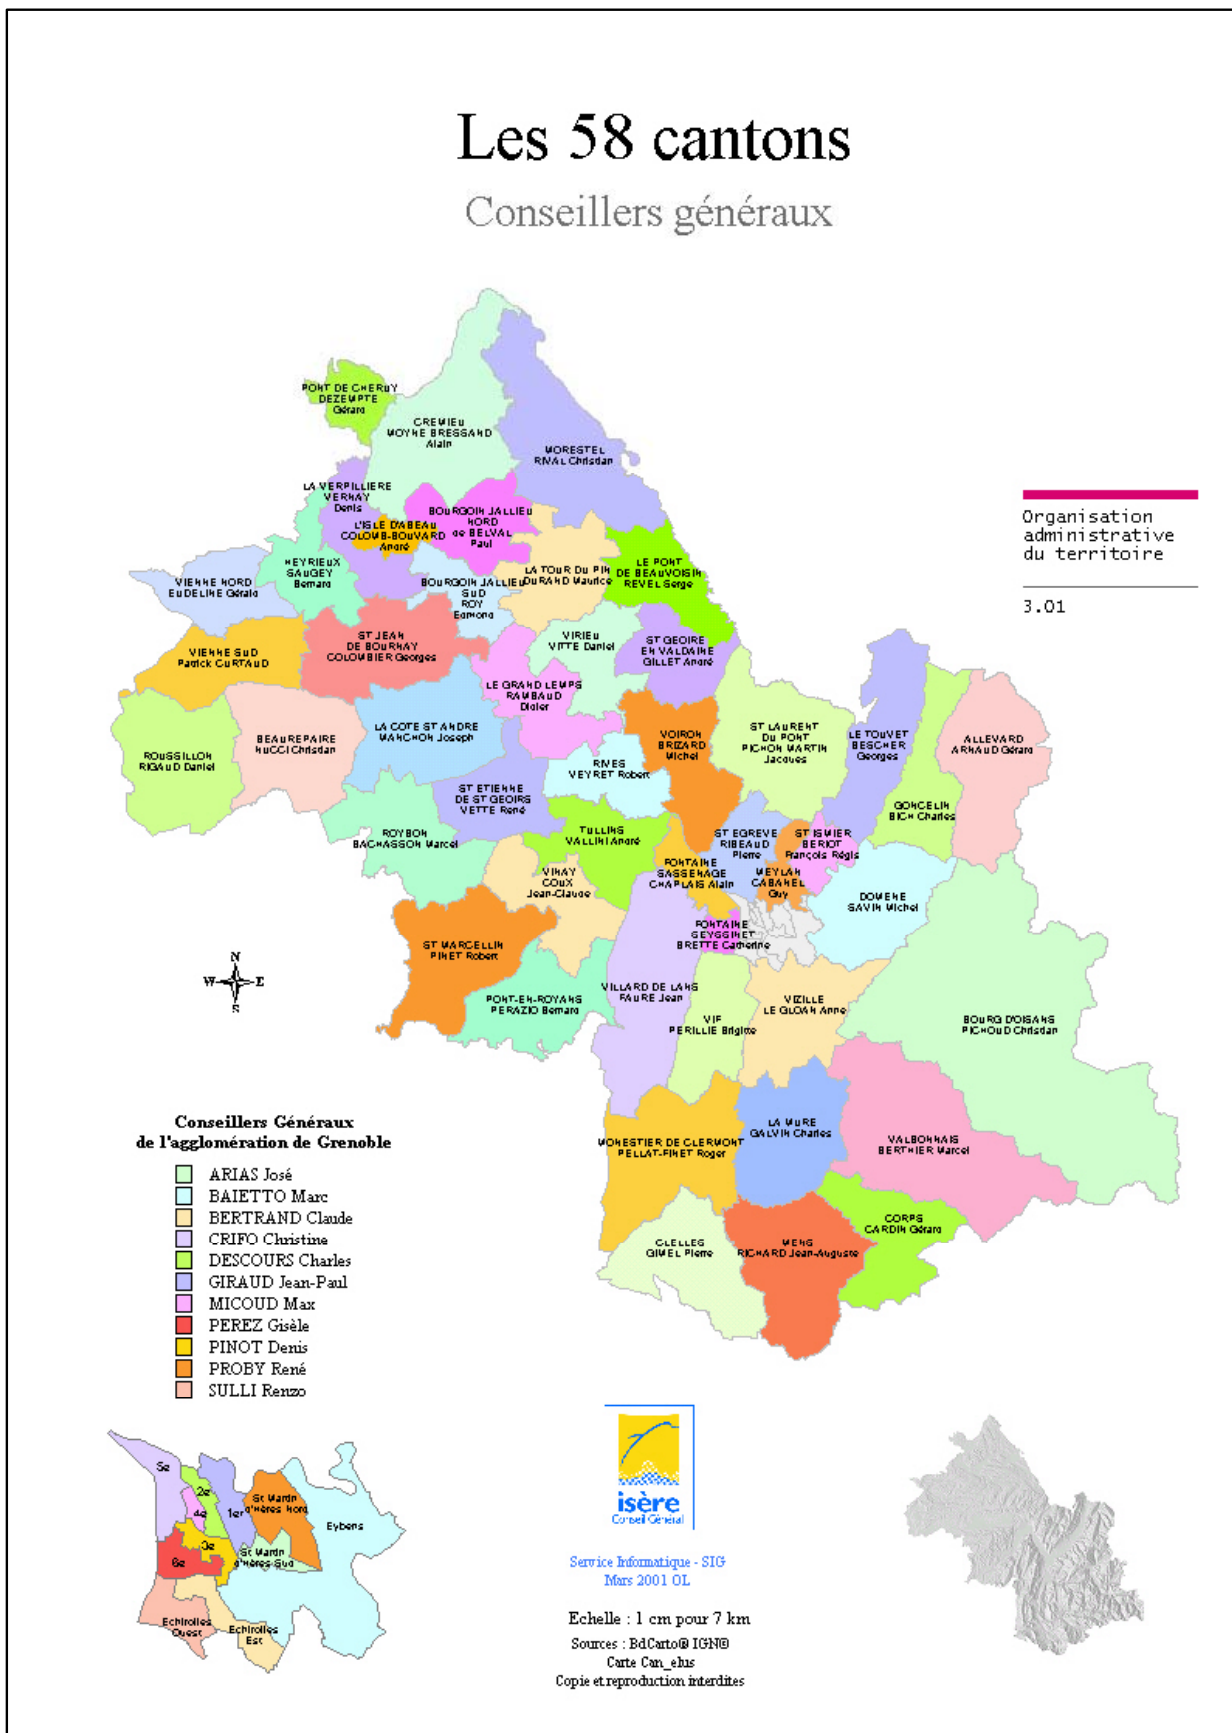 Les 58 cantons
Conseillers généraux
PONT DE CHERUY
DEZEMPTE
Gérard
CREMIEU
MOYNE BRESSAND
Alain
MORESTEL
RIVAL Christian
LA VERPILLIERE
VERNAY
Denis
L'ISLE D'ABEAU
COLOMB-BOUVARD
André
BOURGOIN JALLIEU
NORD
de BELVAL
Paul
Organisation
administrative
du territoire
3.01
HEYRIEUX
SAUGEY
Bernard
VIENNE NORD
EUDELINE Gérald
BOURGOIN JALLIEU
SUD
ROY
Edmond
LA TOUR DU PIN
DURAND Maurice
LE PONT
DE BEAUVOISIN
REVEL Serge
VIENNE SUD
Patrick CURTAUD
ST JEAN
DE BOURNAY
COLOMBIER Georges
VIRIEU
VITTE Daniel
ST GEOIRE
EN VALDAINE
GILLET André
LE GRAND LEMPS
RAMBAUD
Didier
ROUSSILLON
RIGAUD Daniel
BEAUREPAIRE
NUCCI Christian
LA COTE ST ANDRE
MANCHON Joseph
VOIRON
BRIZARD
Michel
ST LAURENT
DU PONT
PICHON MARTIN
Jacques
LE TOUVET
BESCHER
Georges
ALLEVARD
ARNAUD Gérard
RIVES
VEYRET Robert
ST ETIENNE
DE ST GEOIRS
VETTE René
GONCELIN
BICH Charles
ROYBON
BACHASSON Marcel
TULLINS
VALLINI André
ST EGREVE
RIBEAUD
Pierre
ST ISMIER
BERIOT
François Régis
VINAY
COUX
Jean-Claude
FONTAINE
SASSENAGE
CHAPLAIS Alain
MEYLAN
CABANEL
Guy
DOMENE
SAVIN Michel
FONTAINE
SEYSSINET
BRETTE Catherine
ST MARCELLIN
PINET Robert
N
W E
S
PONT-EN-ROYANS
PERAZIO Bernard
VILLARD DE LANS
FAURE Jean
VIF
PERILLIE Brigitte
VIZILLE
LE GLOAN Anne
BOURG D'OISANS
PICHOUD Christian
MONESTIER DE CLERMONT
PELLAT-FINET Roger
LA MURE
GALVIN Charles
VALBONNAIS
BERTHIER Marcel
CLELLES
GIMEL Pierre
MENS
RICHARD Jean-Auguste
CORPS
CARDIN Gérard
Conseillers Généraux
de l'agglomération de Grenoble
ARIAS José
BAIETTO Marc
BERTRAND Claude
CRIFO Christine
DESCOURS Charles
GIRAUD Jean-Paul
MICOUD Max
PEREZ Gisèle
PINOT Denis
PROBY René
SULLI Renzo
5e
2e
4e
1er
St Martin
d'Hères Nord
Eybens
3e
6e
St Martin
d'Hères-Sud
Echirolles
Ouest
Echirolles
Est
isère
Conseil Général
Service Informatique - SIG
Mars 2001 OL
Echelle : 1 cm pour 7 km
Sources : BdCarto® IGN©
Carte Can_elus
Copie et reproduction interdites